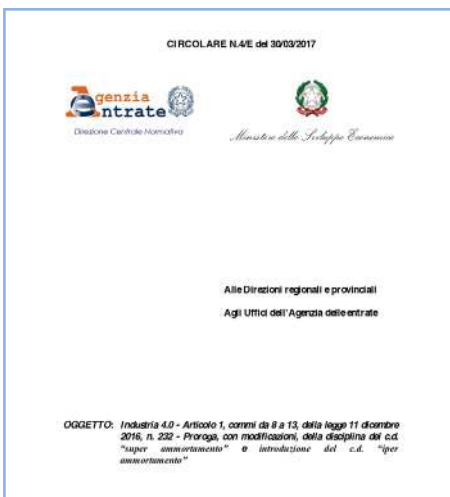 CIRCOLARE N.4/E del 30/03/2017
Agenzia
Entrate
Direzione Centrale Normativa
Ministero dello Sviluppo Economico
Alle Direzioni regionali e provinciali
Agli Uffici dell'Agenzia delle entrate
OGGETTO: Industria 4.0 - Articolo 1, commi da 8 a 13, della legge 11 dicembre
2016, n. 232 - Proroga, con modificazioni, della disciplina del c.d.
"super ammortamento" e introduzione del c.d. "iper
ammortamento"